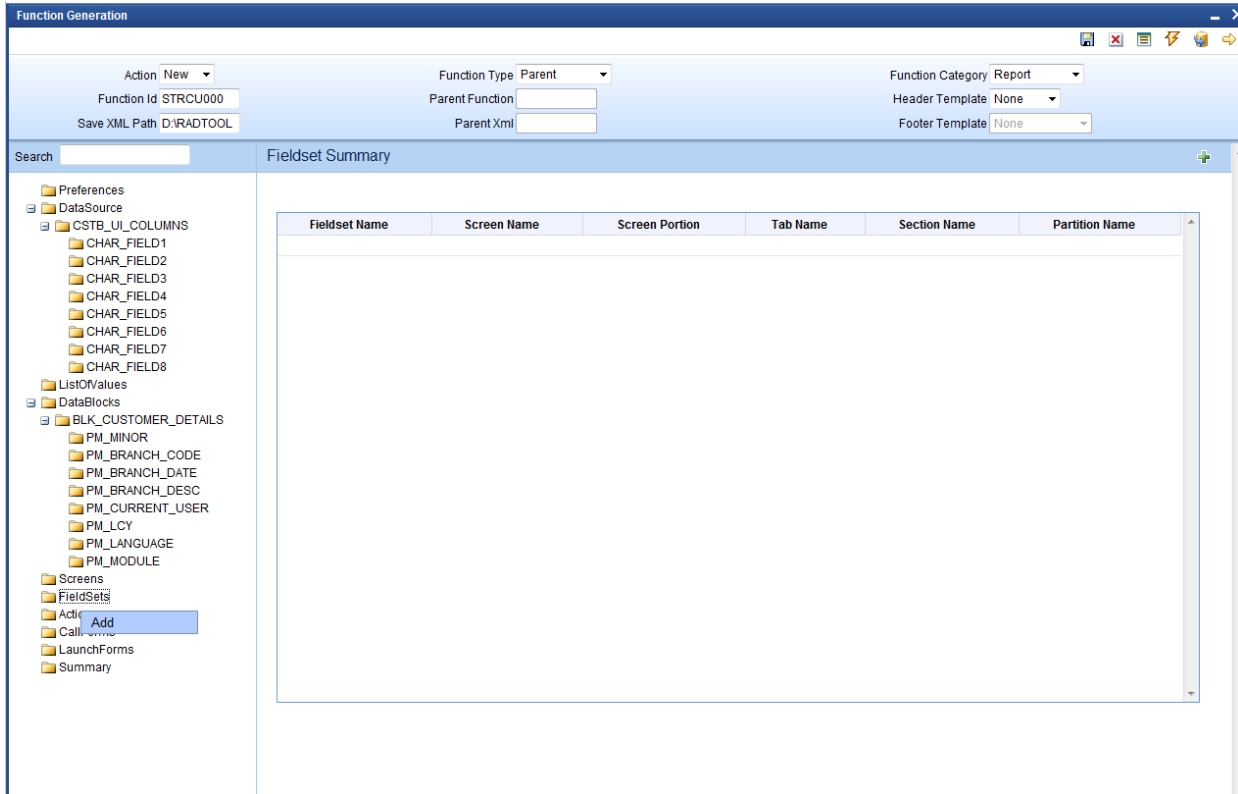 Function Generation
Action New
Function Type Parent
Function Category Report
Function Id STRCU000
Parent Function
Header Template None
Save XML Path D:\RADTOOL
Parent Xml
Footer Template None
Search
Fieldset Summary
Preferences
DataSource
CSTB_UI_COLUMNS
CHAR_FIELD1
CHAR_FIELD2
CHAR_FIELD3
CHAR_FIELD4
CHAR_FIELD5
CHAR_FIELD6
CHAR_FIELD7
CHAR_FIELD8
ListOfValues
DataBlocks
BLK_CUSTOMER_DETAILS
PM_MINOR
PM_BRANCH_CODE
PM_BRANCH_DATE
PM_BRANCH_DESC
PM_CURRENT_USER
PM_LCY
PM_LANGUAGE
PM_MODULE
Screens
FieldSets
Add
LaunchForms
Summary
Fieldset Name Screen Name Screen Portion Tab Name Section Name Partition Name